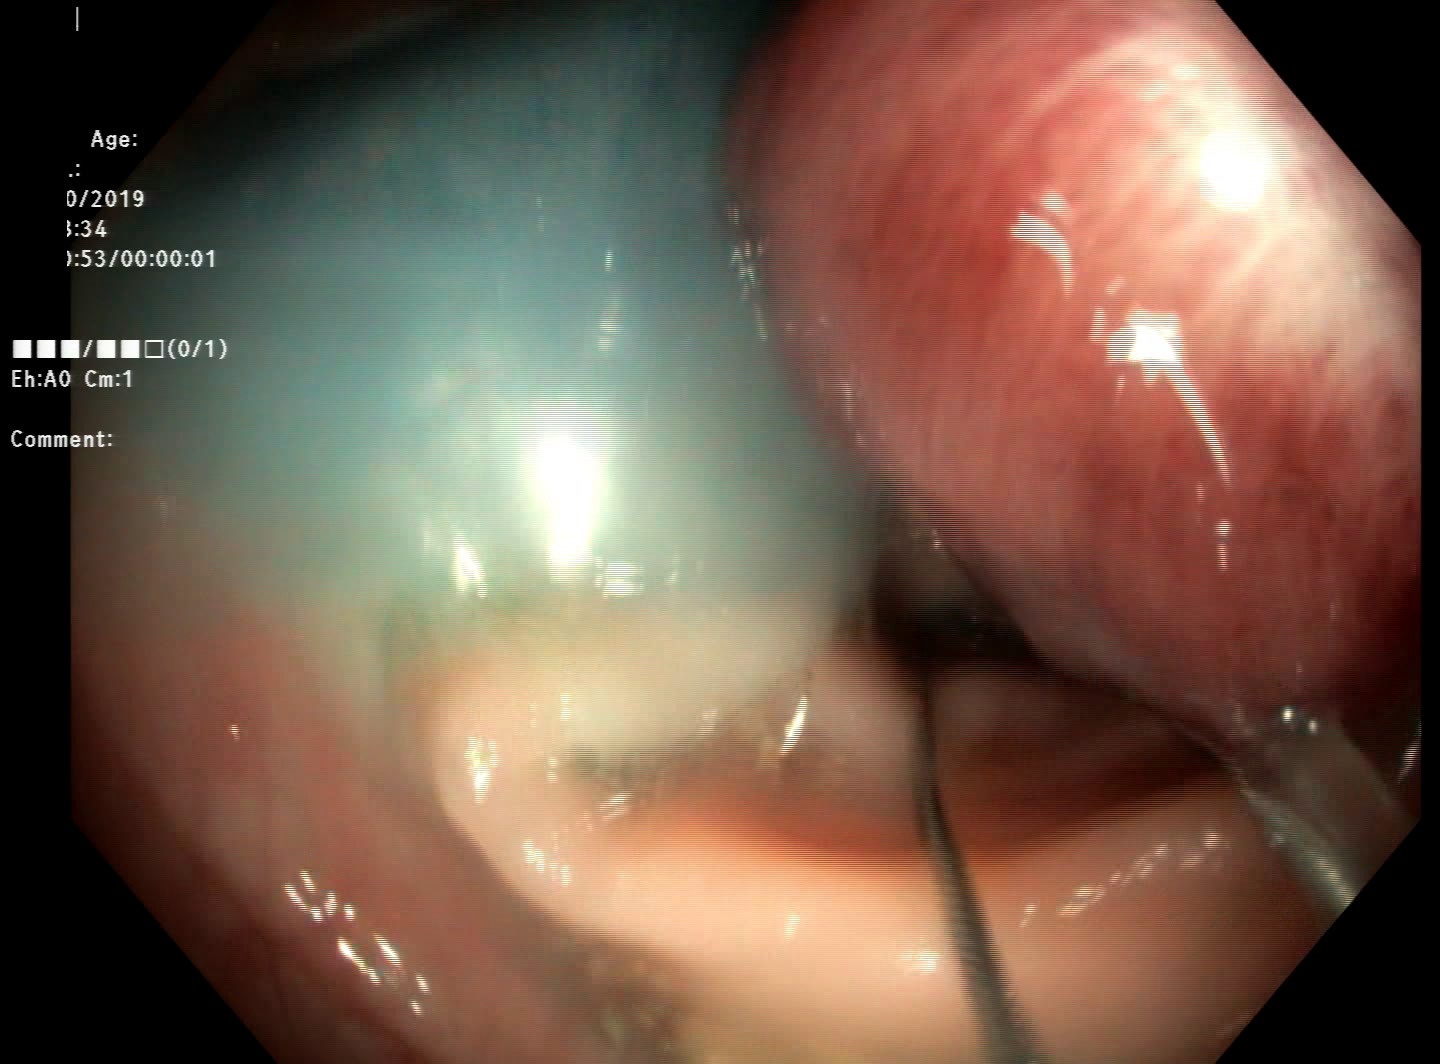 Age:
.:
0/2019
:34
:53/00:00:01
■■■/■■□(0/1)
Eh:A0 Cm:1
Comment: